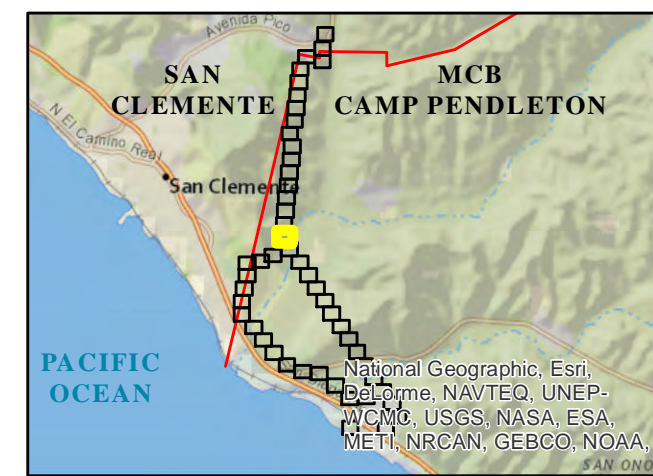 Avenida Pico
SAN
CLEMENTE
MCB
CAMP PENDLETON
N El Camino Real
San Clemente
PACIFIC
OCEAN
National Geographic, Esri,
DeLorme, NAVTEQ, UNEP-
WCMC, USGS, NASA, ESA,
METI, NRCAN, GEBCO, NOAA,
SAN ONO